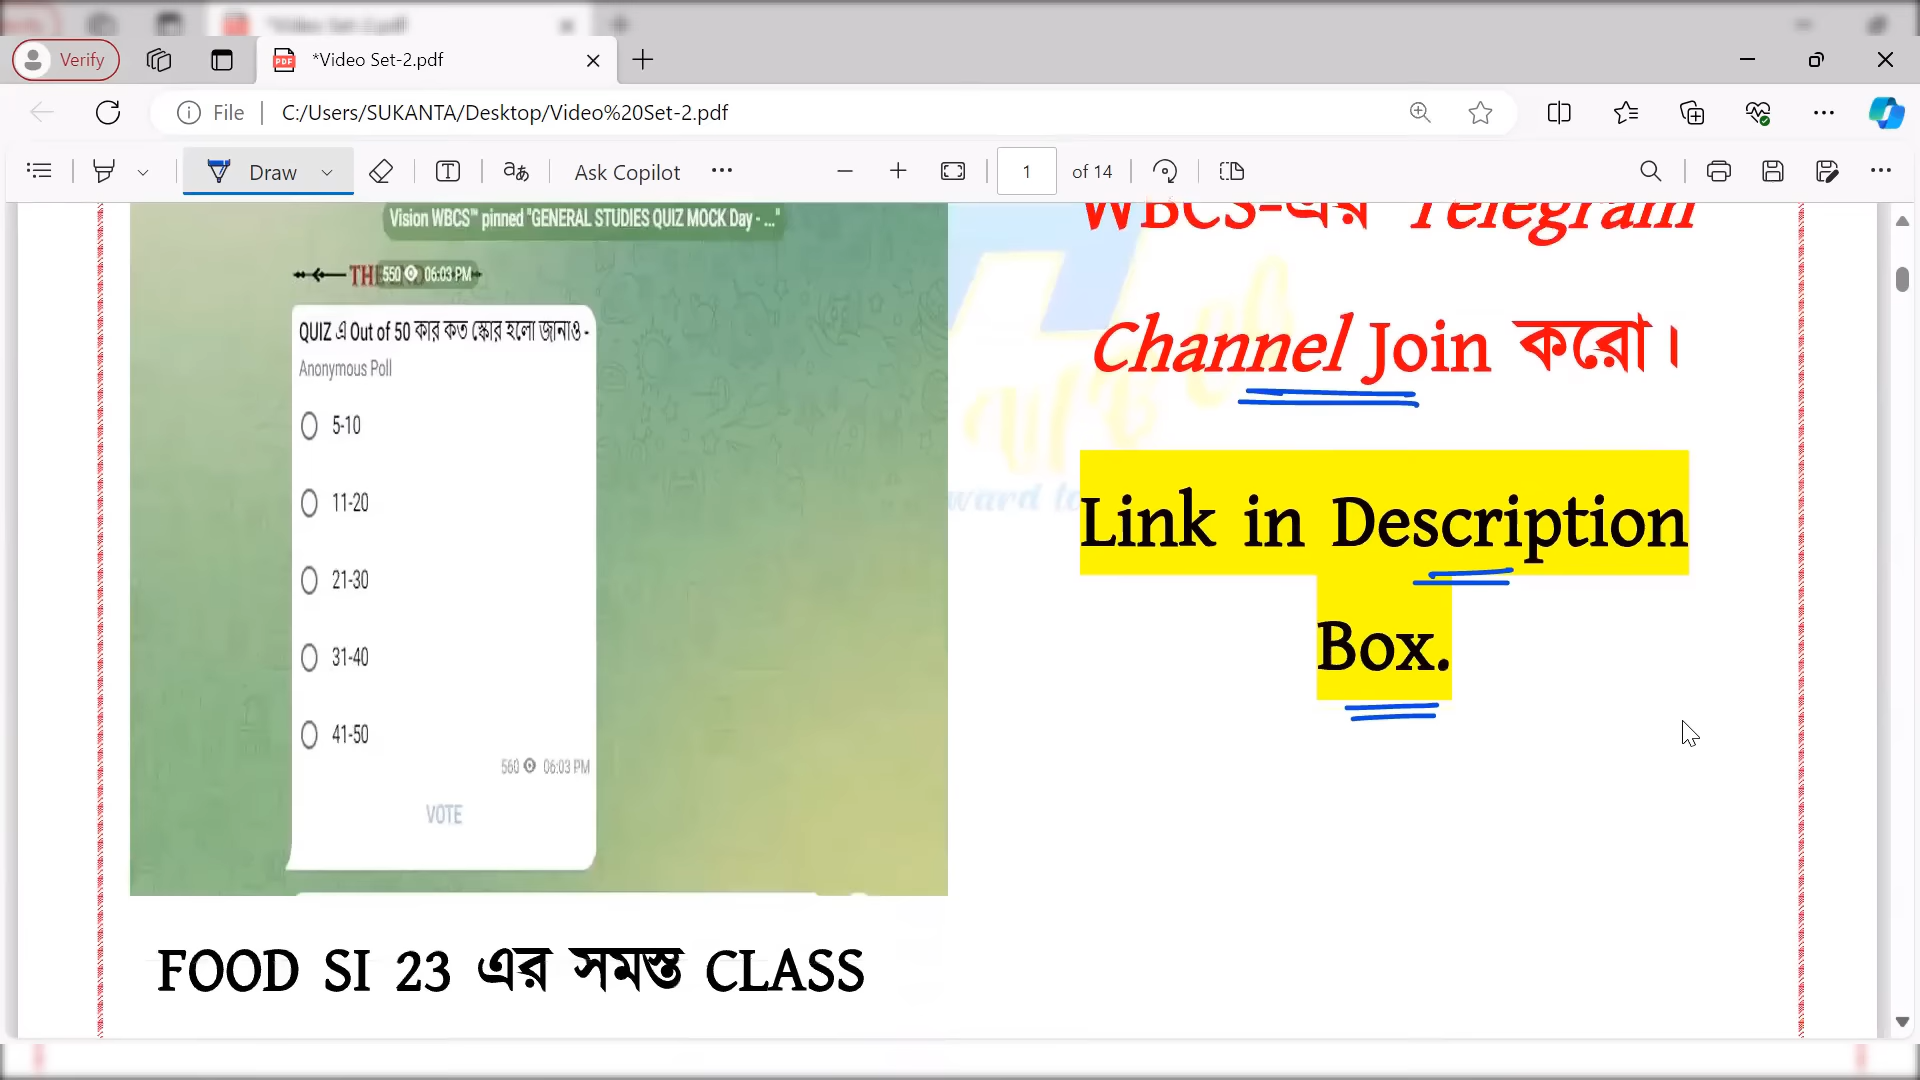 Verify
*Video Set-2.pdf
File
C:/Users/SUKANTA/Desktop/Video%20Set-2.pdf
Draw
Ask Copilot
1 of 14
Vision WBCS™ pinned "GENERAL STUDIES QUIZ MOCK Day - ..."
550 06:03 PM
QUIZ এ Out of 50 কার কত স্কোর হলো জানাও -
Anonymous Poll
5-10
11-20
21-30
31-40
41-50
560 06:03 PM
VOTE
FOOD SI 23 এর সমস্ত CLASS
WBCS-এর Telegram
Channel Join করো।
Link in Description
Box.